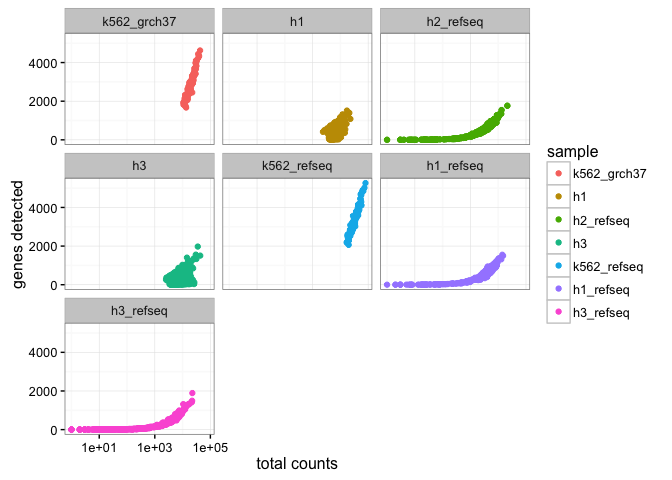 k562_grch37 h1 h2_refseq
4000
2000
0
h3 k562_refseq h1_refseq
4000
2000
0
h3_refseq
4000
2000
0
1e+01 1e+03 1e+05
genes detected
total counts
sample
k562_grch37
h1
h2_refseq
h3
k562_refseq
h1_refseq
h3_refseq